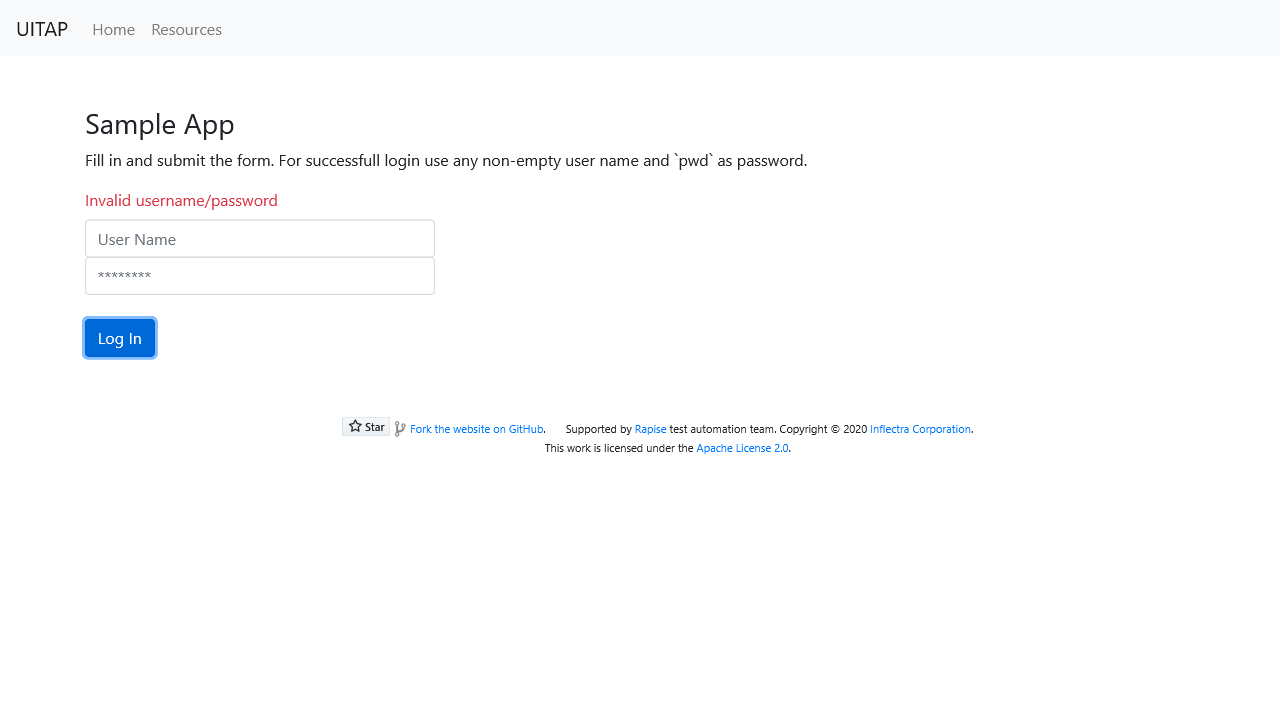 UITAP Home Resources
Sample App
Fill in and submit the form. For successfull login use any non-empty user name and `pwd` as password.
Invalid username/password
User Name
********
Log In
Star Fork the website on GitHub. Supported by Rapise test automation team. Copyright © 2020 Inflectra Corporation.
This work is licensed under the Apache License 2.0.